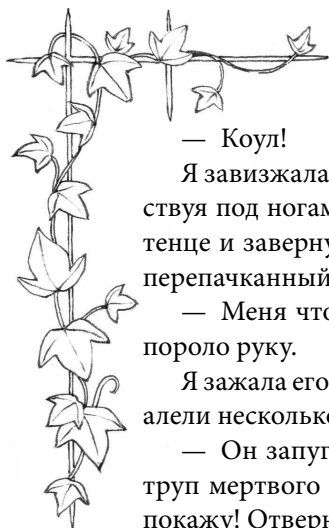 — Коул!
Я завизжала
ствуя под ногам
тенце и заверну
перепачканный
— Меня что
пороло руку.
Я зажала его
алели несколько
— Он запуг
труп мертвого
покажу! Отверн